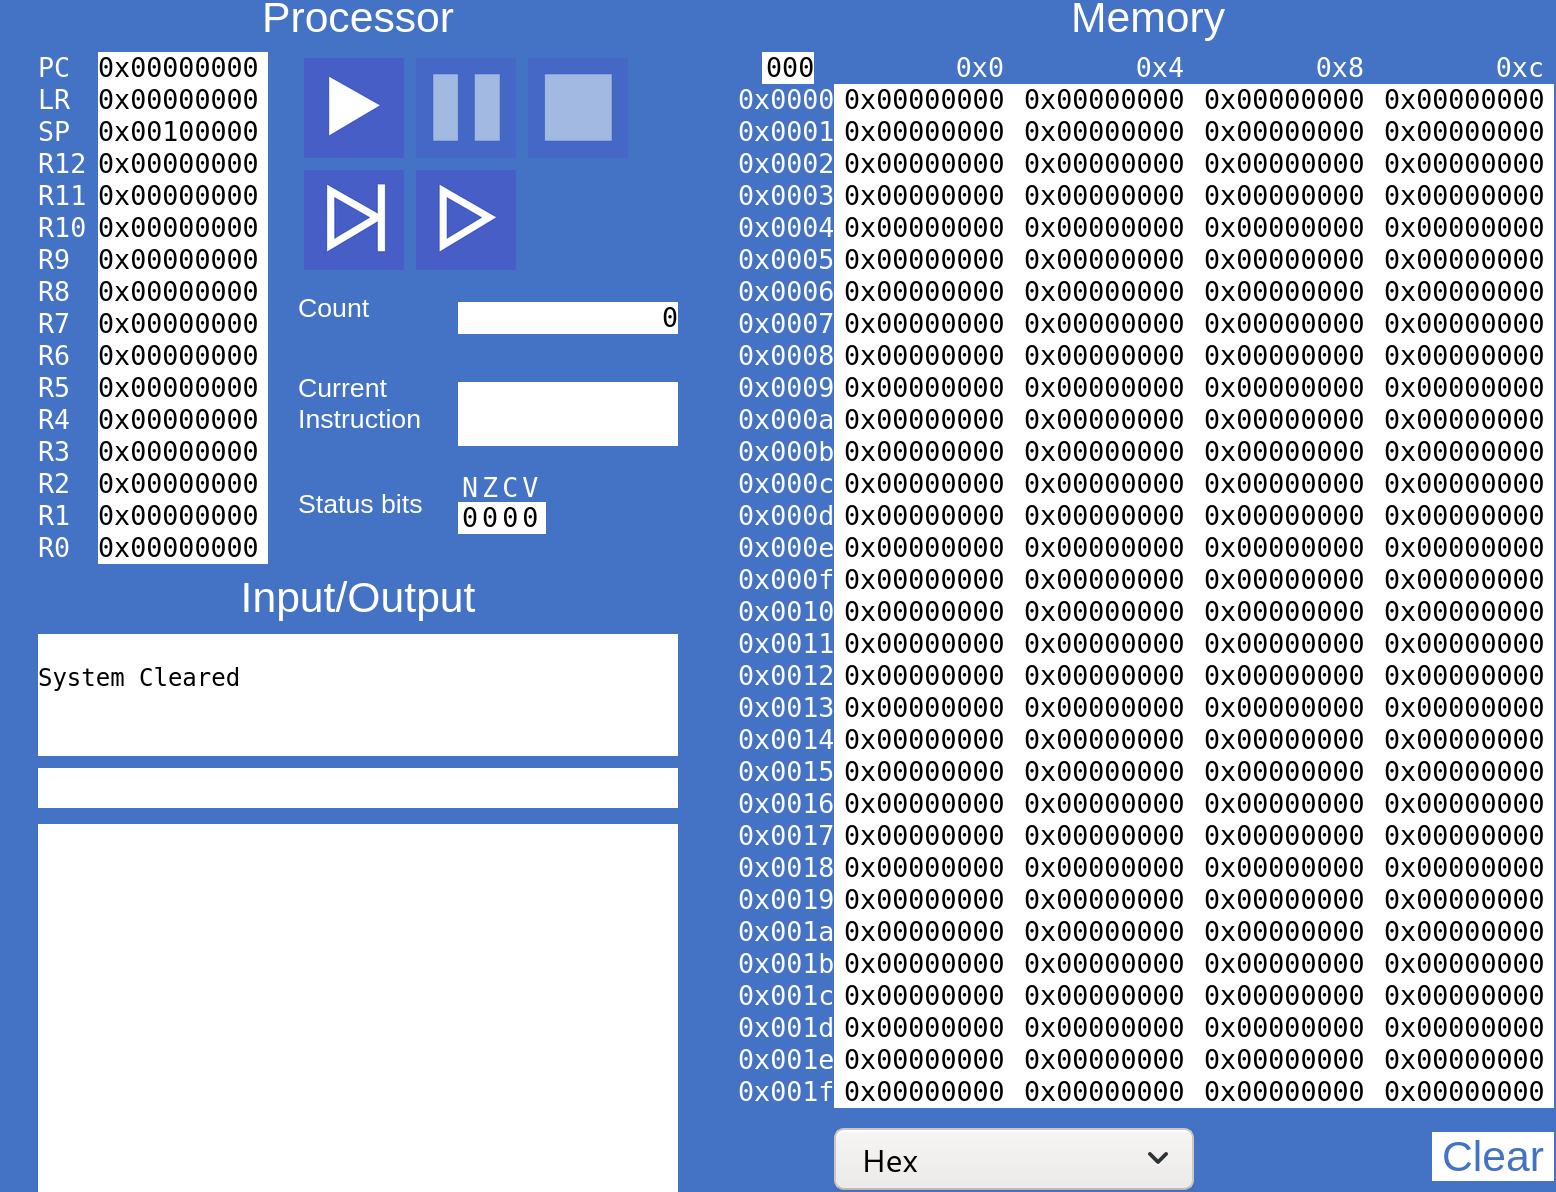 Processor
PC 0x00000000
LR 0x00000000
SP 0x00100000
R12 0x00000000
R11 0x00000000
R10 0x00000000
R9 0x00000000
R8 0x00000000
R7 0x00000000
R6 0x00000000
R5 0x00000000
R4 0x00000000
R3 0x00000000
R2 0x00000000
R1 0x00000000
R0 0x00000000
Count 0
Current
Instruction
NZCV
Status bits 0000
Input/Output
System Cleared
Memory
000 0x0 0x4 0x8 0xc
0x0000 0x00000000 0x00000000 0x00000000 0x00000000
0x0001 0x00000000 0x00000000 0x00000000 0x00000000
0x0002 0x00000000 0x00000000 0x00000000 0x00000000
0x0003 0x00000000 0x00000000 0x00000000 0x00000000
0x0004 0x00000000 0x00000000 0x00000000 0x00000000
0x0005 0x00000000 0x00000000 0x00000000 0x00000000
0x0006 0x00000000 0x00000000 0x00000000 0x00000000
0x0007 0x00000000 0x00000000 0x00000000 0x00000000
0x0008 0x00000000 0x00000000 0x00000000 0x00000000
0x0009 0x00000000 0x00000000 0x00000000 0x00000000
0x000a 0x00000000 0x00000000 0x00000000 0x00000000
0x000b 0x00000000 0x00000000 0x00000000 0x00000000
0x000c 0x00000000 0x00000000 0x00000000 0x00000000
0x000d 0x00000000 0x00000000 0x00000000 0x00000000
0x000e 0x00000000 0x00000000 0x00000000 0x00000000
0x000f 0x00000000 0x00000000 0x00000000 0x00000000
0x0010 0x00000000 0x00000000 0x00000000 0x00000000
0x0011 0x00000000 0x00000000 0x00000000 0x00000000
0x0012 0x00000000 0x00000000 0x00000000 0x00000000
0x0013 0x00000000 0x00000000 0x00000000 0x00000000
0x0014 0x00000000 0x00000000 0x00000000 0x00000000
0x0015 0x00000000 0x00000000 0x00000000 0x00000000
0x0016 0x00000000 0x00000000 0x00000000 0x00000000
0x0017 0x00000000 0x00000000 0x00000000 0x00000000
0x0018 0x00000000 0x00000000 0x00000000 0x00000000
0x0019 0x00000000 0x00000000 0x00000000 0x00000000
0x001a 0x00000000 0x00000000 0x00000000 0x00000000
0x001b 0x00000000 0x00000000 0x00000000 0x00000000
0x001c 0x00000000 0x00000000 0x00000000 0x00000000
0x001d 0x00000000 0x00000000 0x00000000 0x00000000
0x001e 0x00000000 0x00000000 0x00000000 0x00000000
0x001f 0x00000000 0x00000000 0x00000000 0x00000000
Hex
Clear